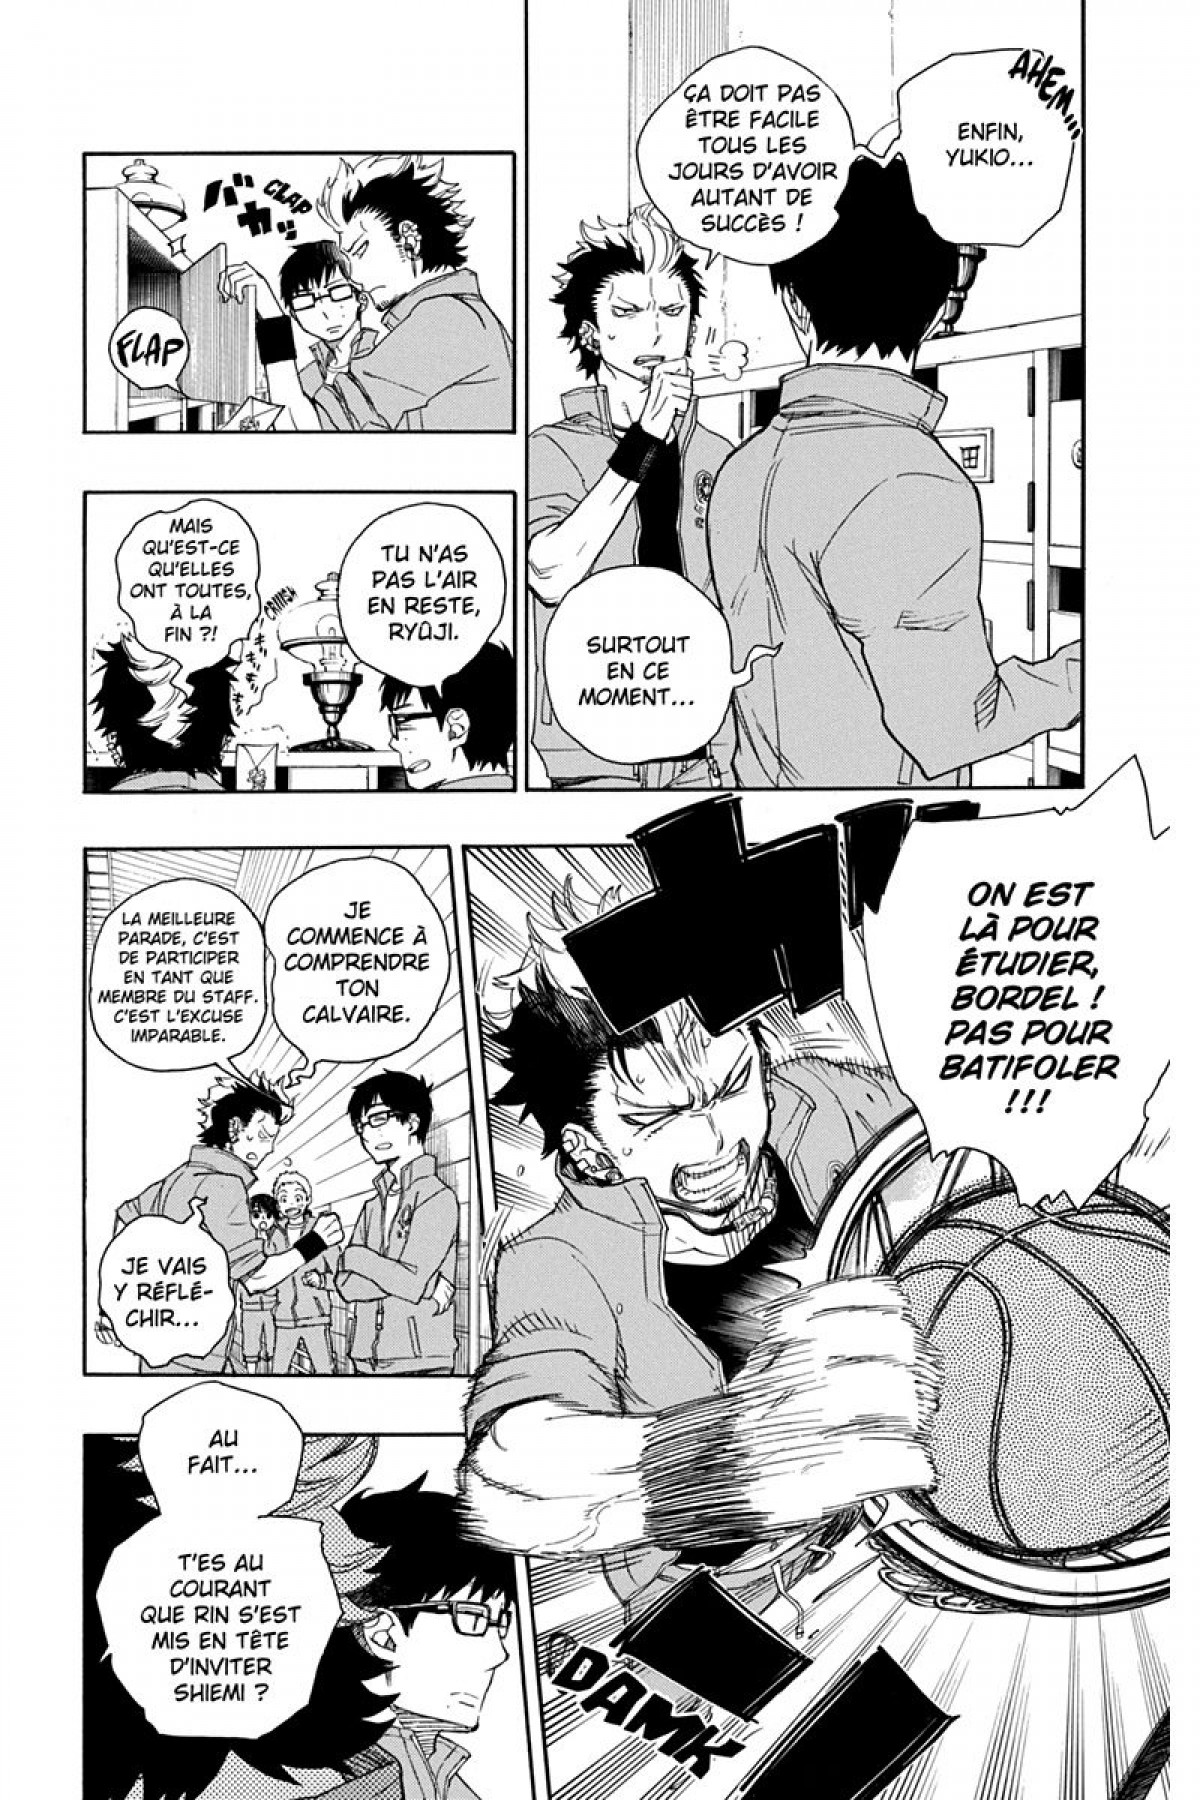 AHEM...
ENFIN,
YUKIO...
ÇA DOIT PAS
ÊTRE FACILE
TOUS LES
JOURS D'AVOIR
AUTANT DE
SUCCÈS !
SURTOUT
EN CE
MOMENT...
バカッ
CLAP
FLAP
TU N'AS
PAS L'AIR
EN RESTE,
RYÛJI.
MAIS
QU'EST-CE
QU'ELLES
ONT TOUTES,
À LA
FIN ?!
CRIIISH
ON EST
LÀ POUR
ÉTUDIER,
BORDEL !
PAS POUR
BATIFOLER
!!!
DAMK
JE
COMMENCE À
COMPRENDRE
TON
CALVAIRE.
LA MEILLEURE
PARADE, C'EST
DE PARTICIPER
EN TANT QUE
MEMBRE DU STAFF.
C'EST L'EXCUSE
IMPARABLE.
JE VAIS
Y RÉFLÉ-
CHIR...
AU
FAIT...
T'ES AU
COURANT
QUE RIN S'EST
MIS EN TÊTE
D'INVITER
SHIEMI ?